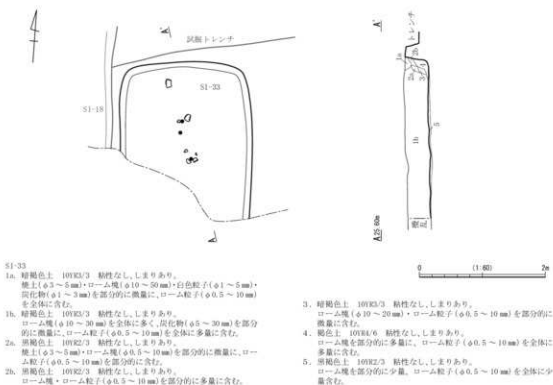 A'
試掘トレンチ
SI-33
SI-18
A
A'
トレンチ
2b
1a
2a
3
4
1b
5
撹乱
A 25.60m
0 (1:60) 2m
SI-33
1a. 暗褐色土 10YR3/3 粘性なし、しまりあり。
焼土(φ3～5㎜)・ローム塊(φ10～50㎜)・白色粒子(φ1～5㎜)・
炭化物(φ1～3㎜)を部分的に微量に、ローム粒子(φ0.5～10㎜)
を全体に含む。
1b. 暗褐色土 10YR3/3 粘性なし、しまりあり。
ローム塊(φ10～30㎜)を全体に多く、炭化物(φ5～30㎜)を部分
的に微量に、ローム粒子(φ0.5～10㎜)を全体に多量に含む。
2a. 黒褐色土 10YR2/3 粘性なし、しまりあり。
焼土(φ3～5㎜)・ローム塊(φ0.5～10㎜)を部分的に微量に、ロー
ム粒子(φ0.5～10㎜)を部分的に含む。
2b. 黒褐色土 10YR2/3 粘性なし、しまりあり。
ローム塊・ローム粒子(φ0.5～10㎜)を部分的に多量に含む。
3. 暗褐色土 10YR3/3 粘性なし、しまりあり。
ローム塊(φ10～20㎜)・ローム粒子(φ0.5～10㎜)を部分的に
微量に含む。
4. 褐色土 10YR4/6 粘性なし、しまりあり。
ローム塊を部分的に多量に、ローム粒子(φ0.5～10㎜)を全体に
多量に含む。
5. 黒褐色土 10YR2/3 粘性なし、しまりあり。
ローム塊を部分的に少量、ローム粒子(φ0.5～10㎜)を全体に少
量含む。